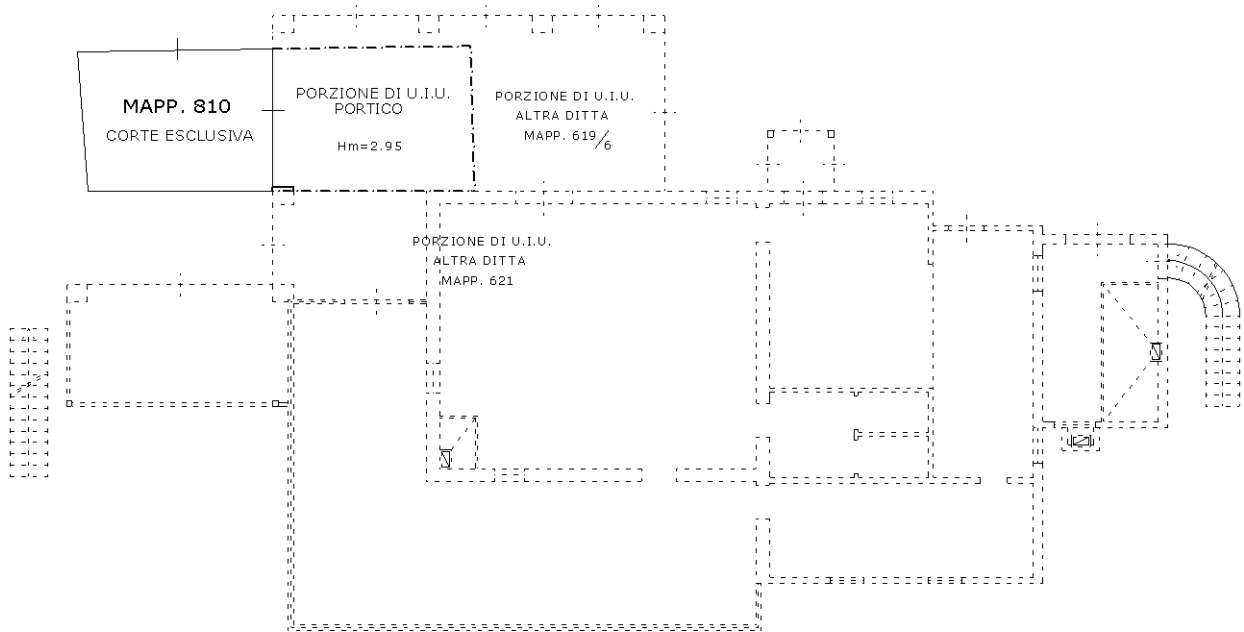 MAPP. 810
CORTE ESCLUSIVA
PORZIONE DI U.I.U.
PORTICO
Hm=2.95
PORZIONE DI U.I.U.
ALTRA DITTA
MAPP. 619/6
PORZIONE DI U.I.U.
ALTRA DITTA
MAPP. 621